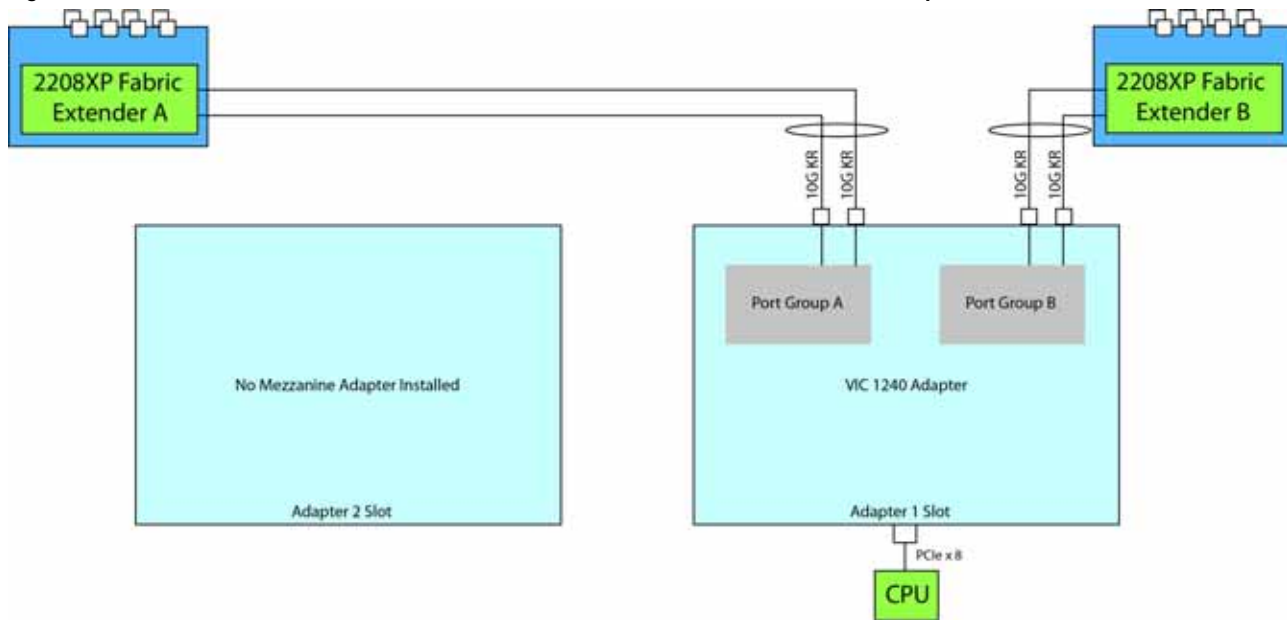 2208XP Fabric
Extender A
2208XP Fabric
Extender B
10G KR
10G KR
10G KR
10G KR
Port Group A
Port Group B
No Mezzanine Adapter Installed
VIC 1240 Adapter
Adapter 2 Slot
Adapter 1 Slot
PCIe x 8
CPU